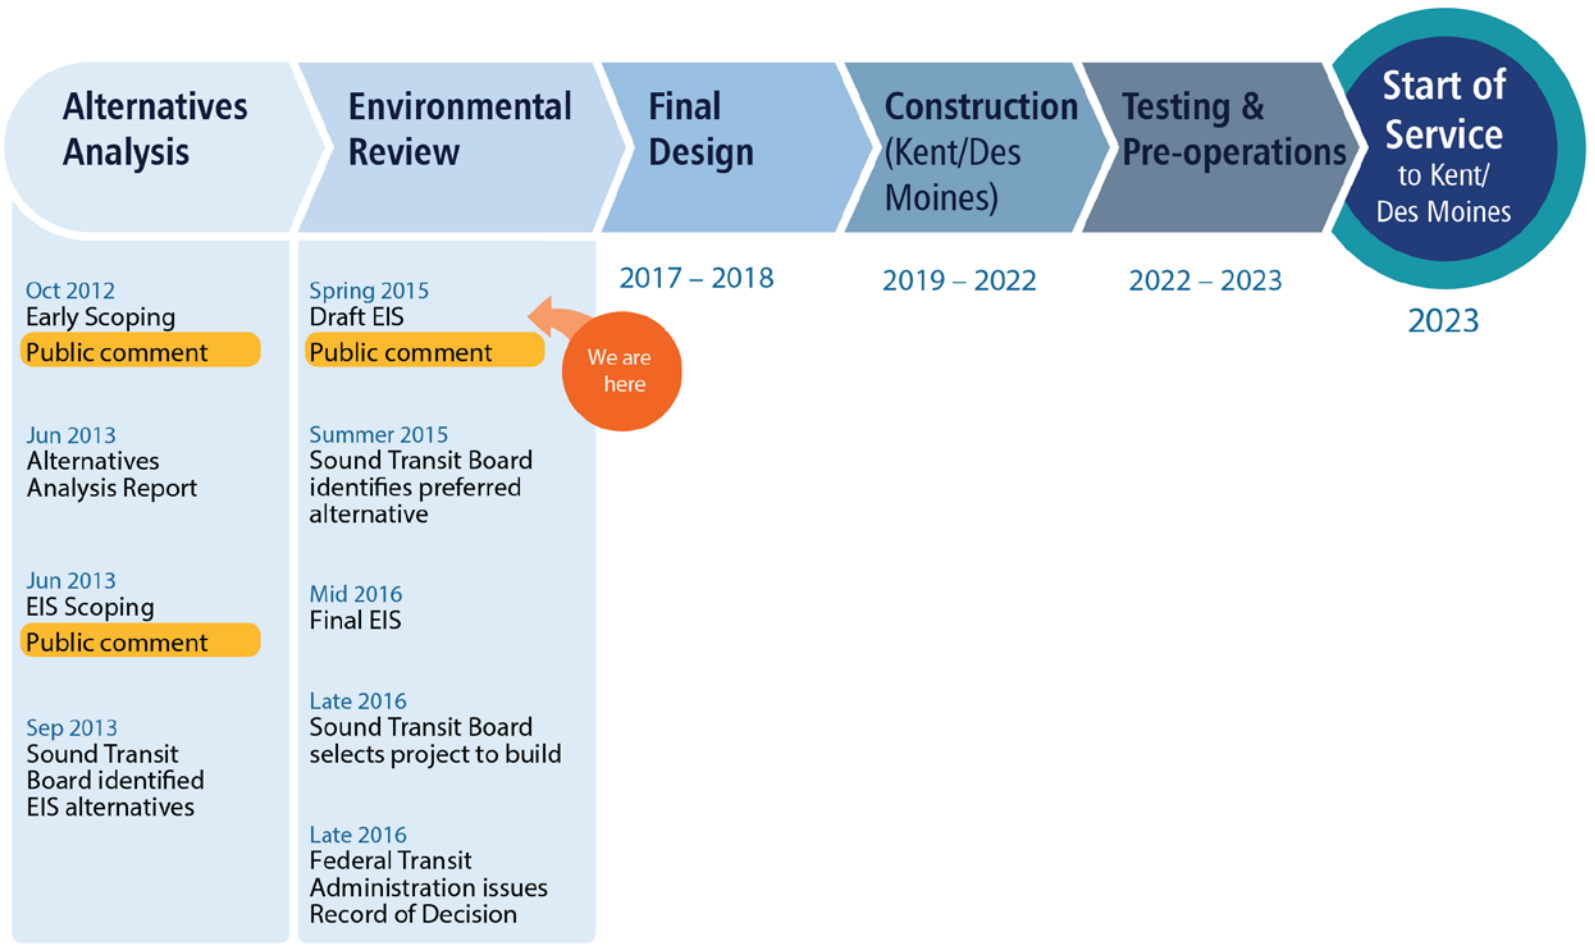 Alternatives
Analysis
Environmental
Review
Final
Design
Construction
(Kent/Des
Moines)
Testing &
Pre-operations
Start of
Service
to Kent/
Des Moines
2023
Oct 2012
Early Scoping
Public comment
Jun 2013
Alternatives
Analysis Report
Jun 2013
EIS Scoping
Public comment
Sep 2013
Sound Transit
Board identified
EIS alternatives
Spring 2015
Draft EIS
Public comment
We are
here
Summer 2015
Sound Transit Board
identifies preferred
alternative
Mid 2016
Final EIS
Late 2016
Sound Transit Board
selects project to build
Late 2016
Federal Transit
Administration issues
Record of Decision
2017 – 2018
2019 – 2022
2022 – 2023